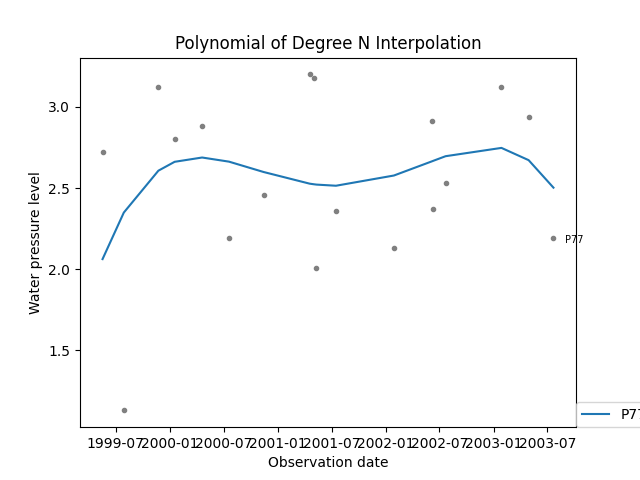 Polynomial of Degree N Interpolation
Water pressure level
3.0
2.5
2.0
1.5
P77
P77
1999-07 2000-01 2000-07 2001-01 2001-07 2002-01 2002-07 2003-01 2003-07
Observation date